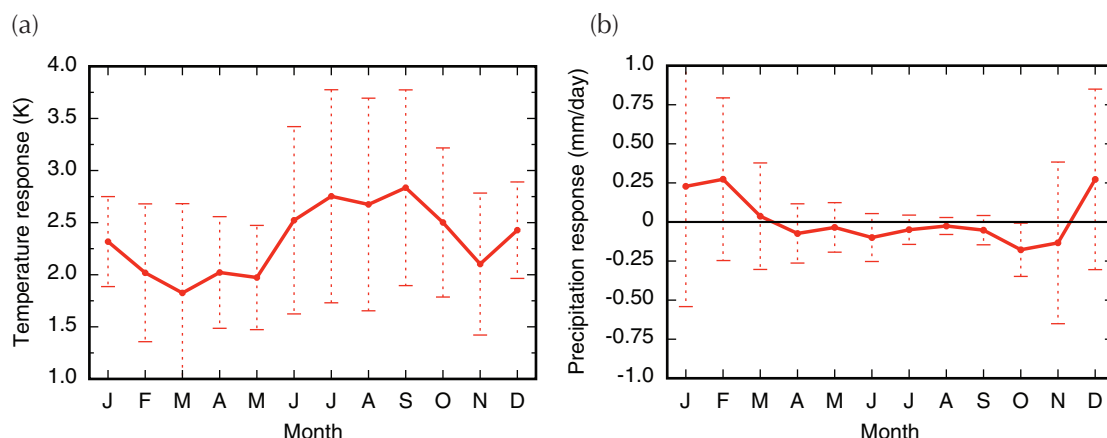 (a)
Temperature response (K)
4.0
3.5
3.0
2.5
2.0
1.5
1.0
J F M A M J J A S O N D
Month
(b)
Precipitation response (mm/day)
1.0
0.75
0.50
0.25
0
-0.25
-0.50
-0.75
-1.0
J F M A M J J A S O N D
Month